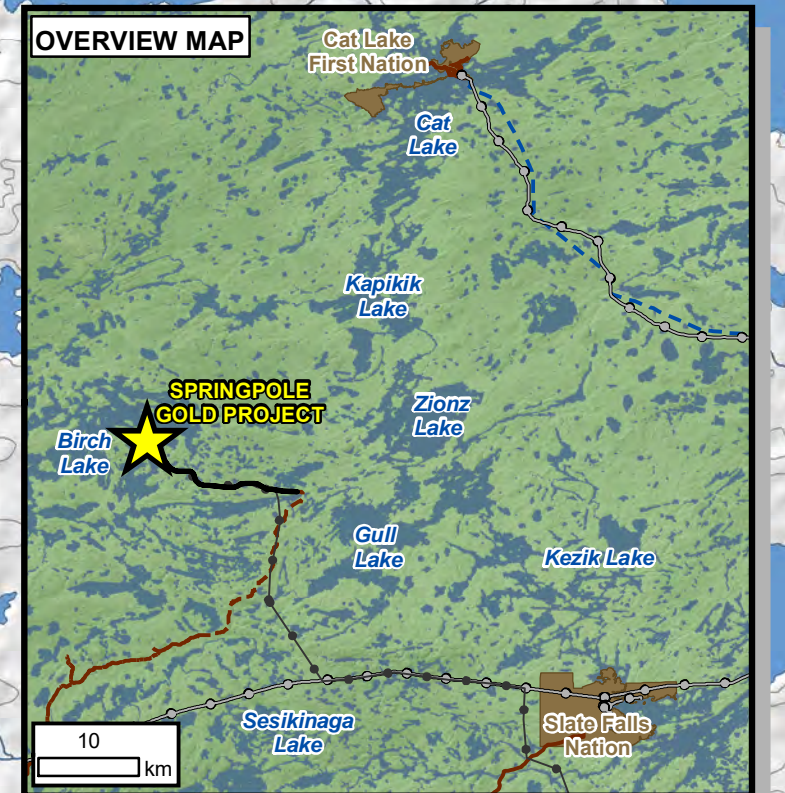 OVERVIEW MAP
Cat Lake
First Nation
Cat
Lake
Kapikik
Lake
SPRINGPOLE
GOLD PROJECT
Zionz
Lake
Birch
Lake
Gull
Lake
Kezik Lake
Sesikinaga
Lake
Slate Falls
Nation
10
km